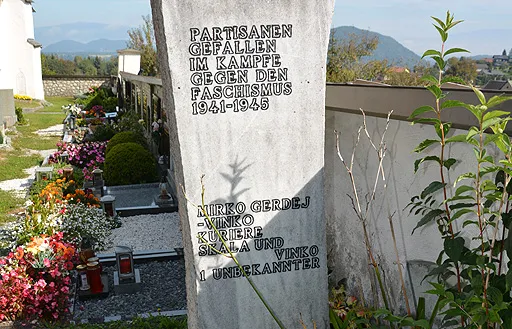 PARTISANEN
GEFALLEN
IM KAMPFE
GEGEN DEN
FASCHISMUS
1941-1945
MIRKO GERDEJ
-VINKO
KURIERE
SKALA UND
VINKO
1 UNBEKANNTER